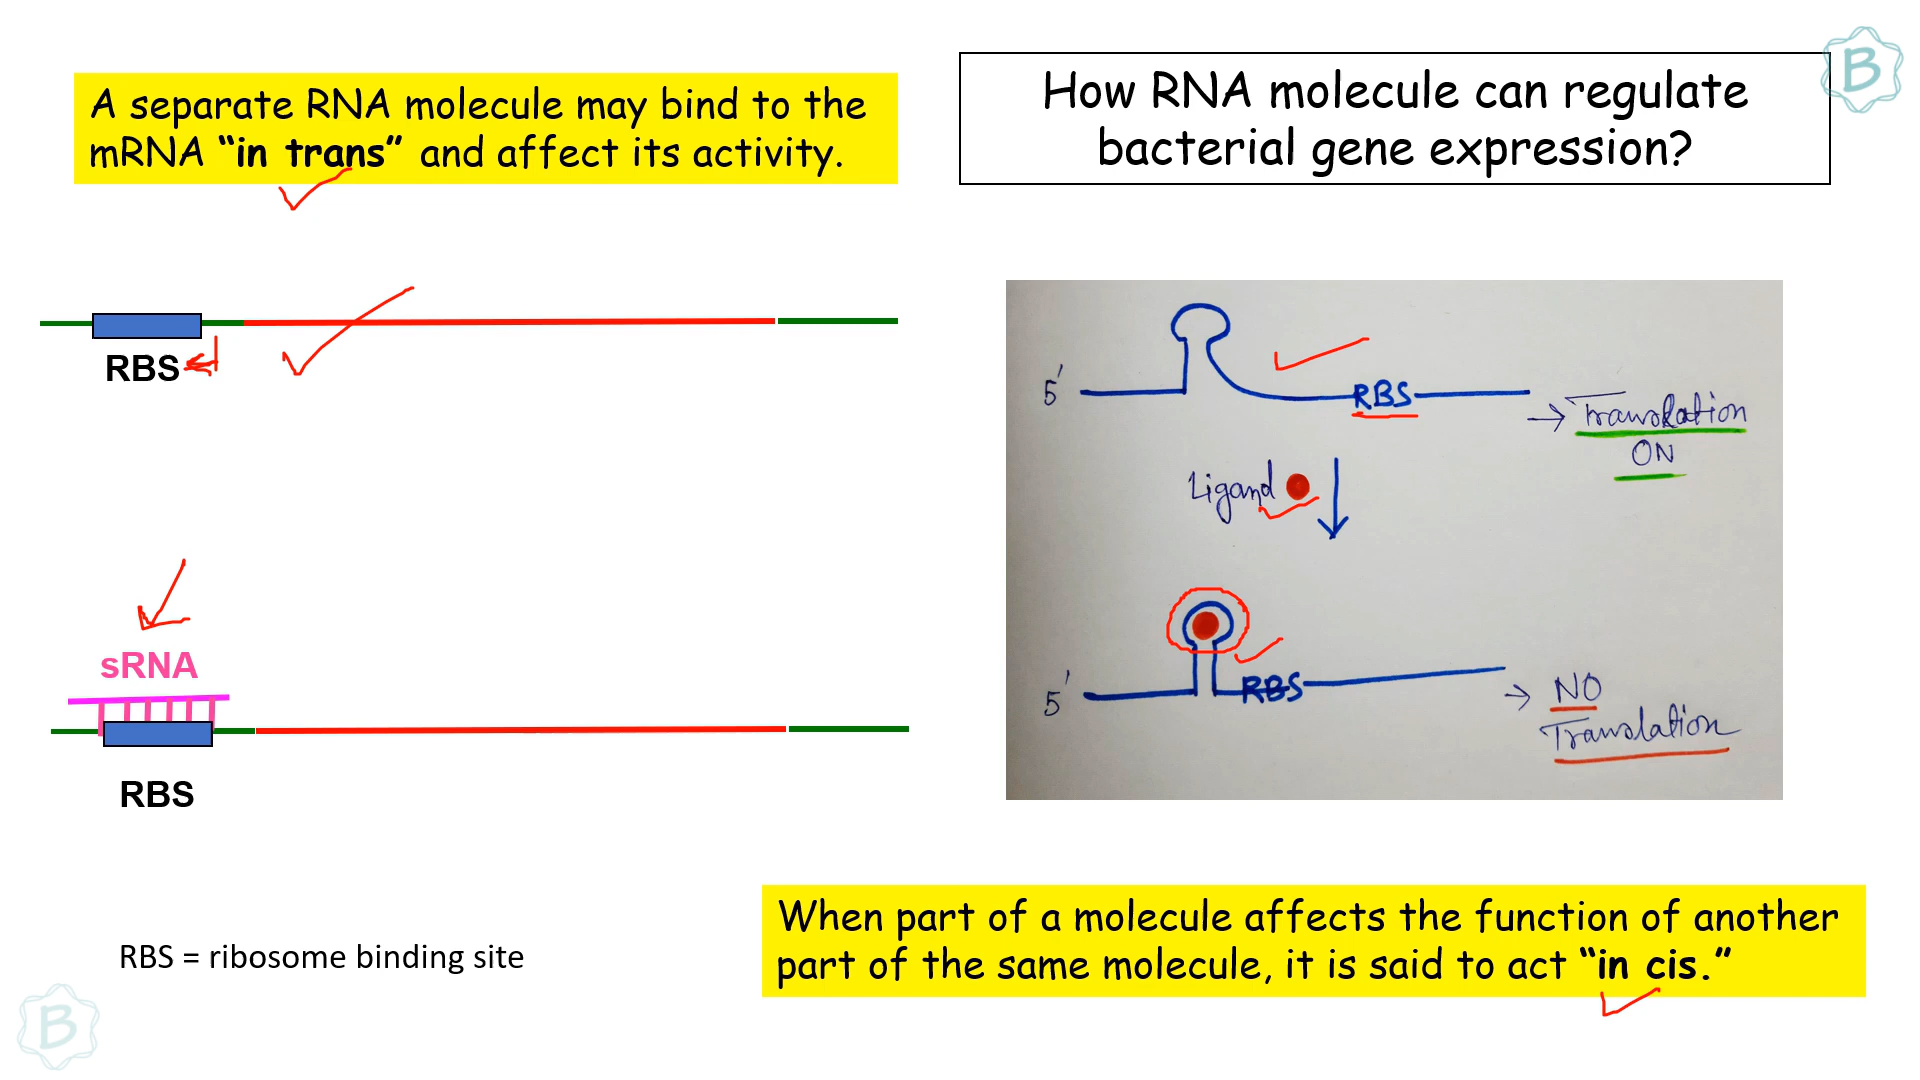 A separate RNA molecule may bind to the
mRNA “in trans” and affect its activity.
How RNA molecule can regulate
bacterial gene expression?
B
RBS
sRNA
RBS
5'
RBS
→ Translation
ON
Ligand
5'
RBS
→ NO
Translation
RBS = ribosome binding site
When part of a molecule affects the function of another
part of the same molecule, it is said to act “in cis.”
B